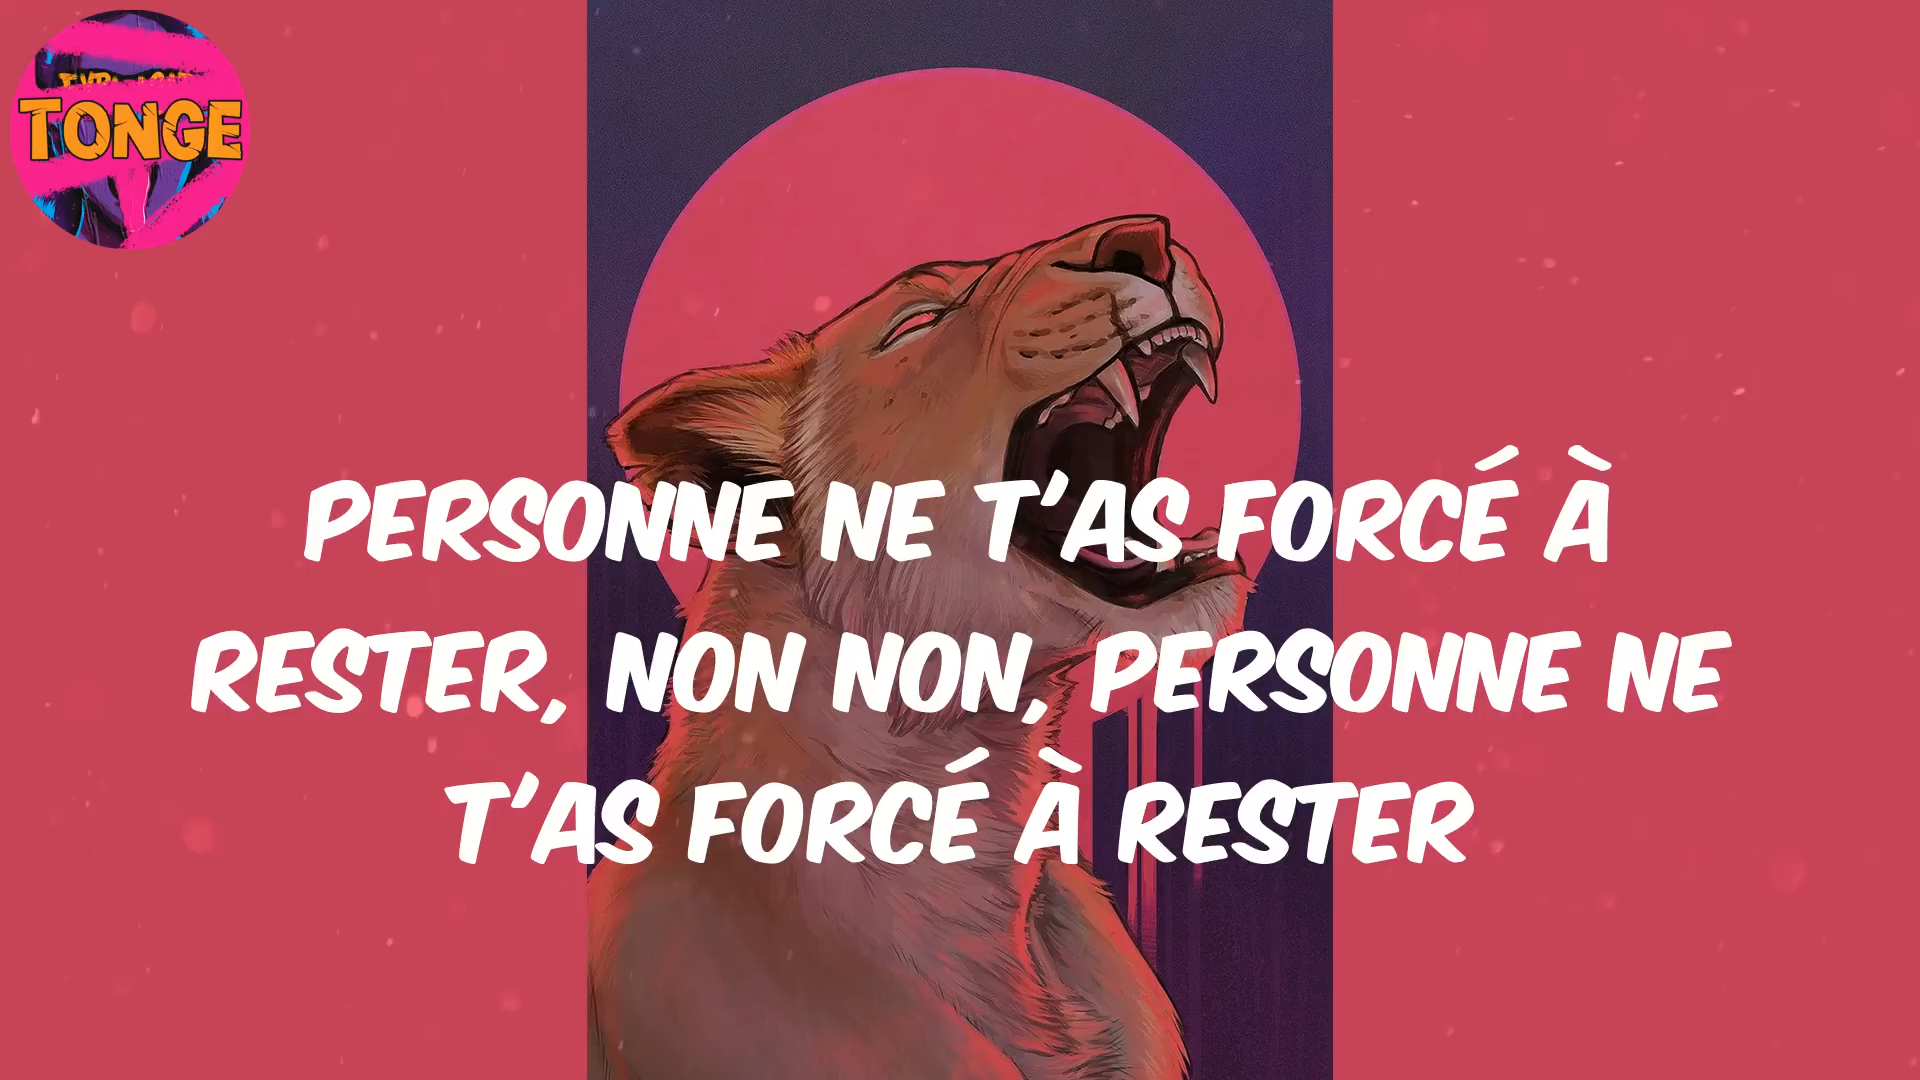 TONGE
PERSONNE NE T'AS FORCÉ À
RESTER, NON NON, PERSONNE NE
T'AS FORCÉ À RESTER